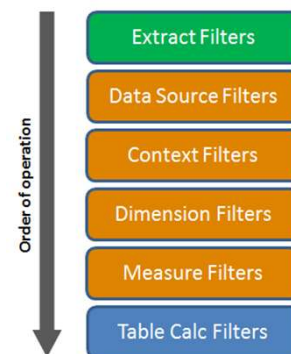 Order of operation
Extract Filters
Data Source Filters
Context Filters
Dimension Filters
Measure Filters
Table Calc Filters